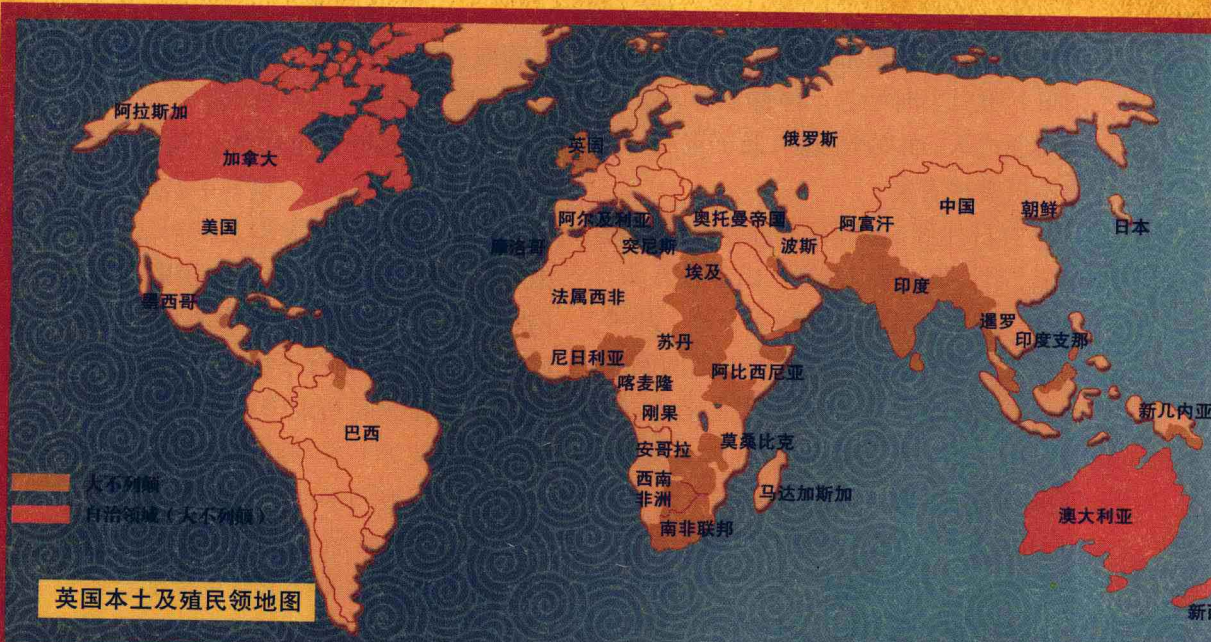 阿拉斯加
加拿大
美国
墨西哥
巴西
英国
俄罗斯
阿尔及利亚
奥托曼帝国
摩洛哥
突尼斯
波斯
阿富汗
中国
朝鲜
日本
埃及
法属西非
印度
苏丹
暹罗
印度支那
尼日利亚
阿比西尼亚
喀麦隆
刚果
新几内亚
安哥拉
莫桑比克
西南
非洲
马达加斯加
南非联邦
澳大利亚
大不列颠
自治领域（大不列颠）
英国本土及殖民领地图